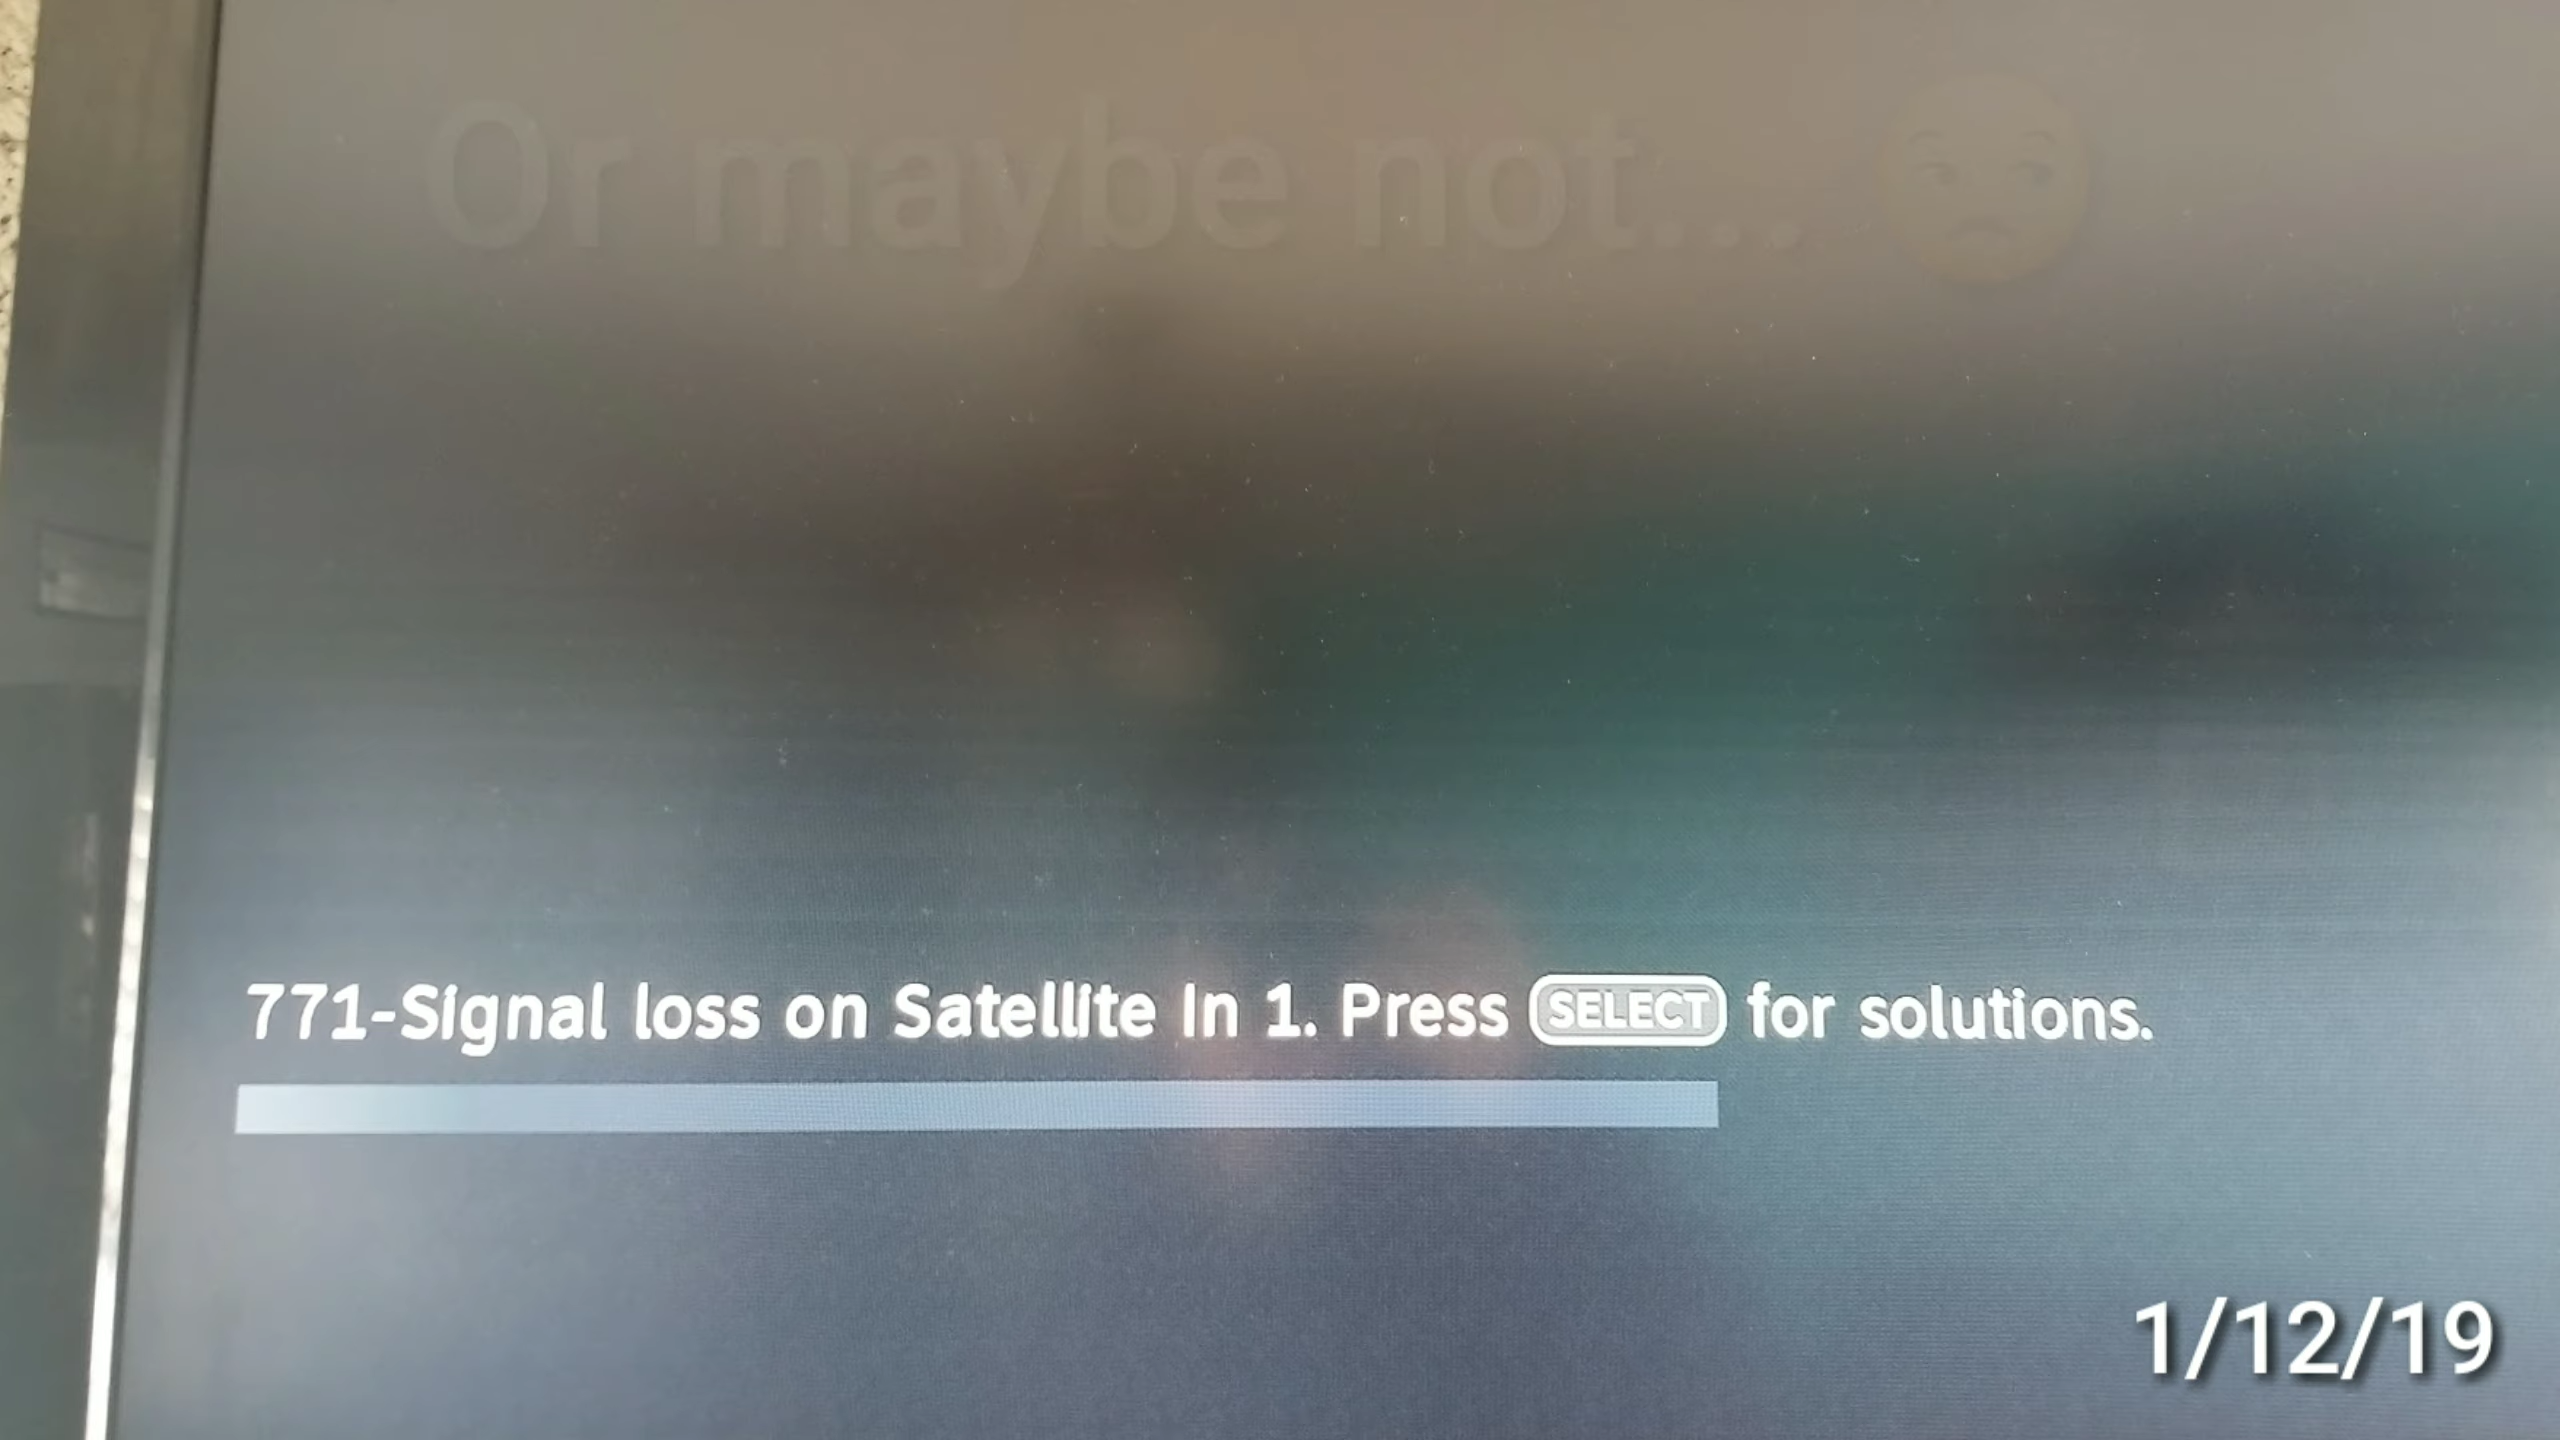 Or maybe not... 😒
771-Signal loss on Satellite In 1. Press SELECT for solutions.
1/12/19